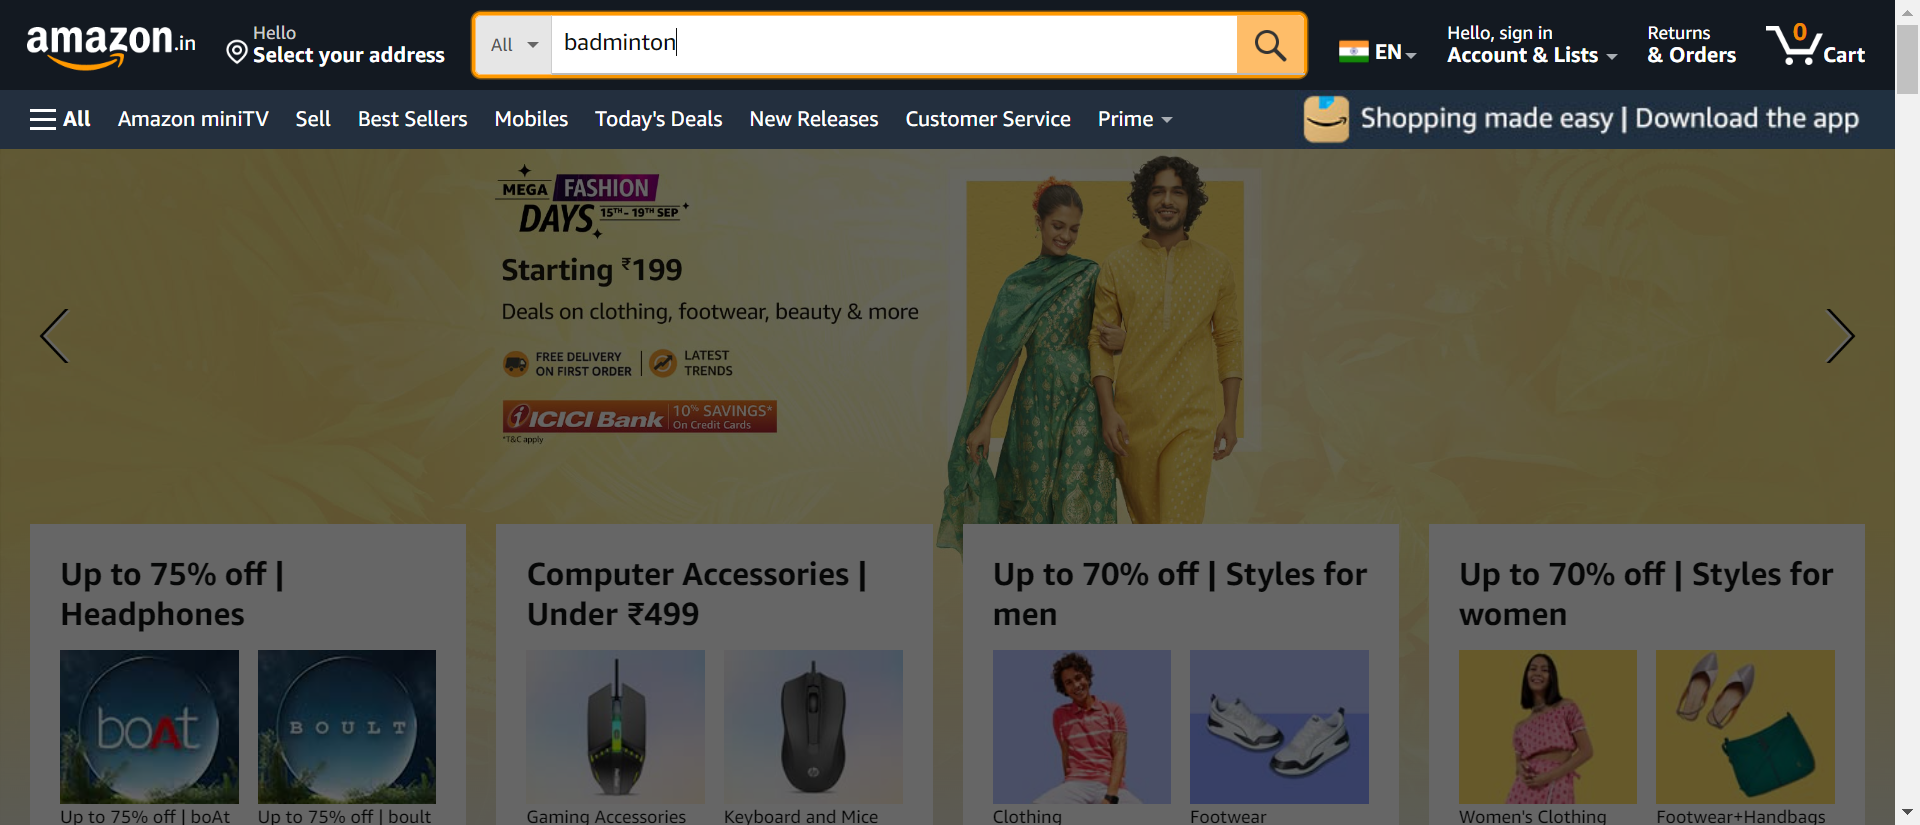 amazon.in
Hello
Select your address
All
badminton
EN
Hello, sign in
Account & Lists
Returns
& Orders
0
Cart
All
Amazon miniTV
Sell
Best Sellers
Mobiles
Today's Deals
New Releases
Customer Service
Prime
Shopping made easy | Download the app
MEGA FASHION
DAYS 15TH - 19TH SEP
Starting ₹199
Deals on clothing, footwear, beauty & more
FREE DELIVERY
ON FIRST ORDER
LATEST
TRENDS
ICICI Bank
10% SAVINGS*
On Credit Cards
*T&C apply
Up to 75% off |
Headphones
boAt
BOULT
Up to 75% off | boAt
Up to 75% off | boult
Computer Accessories |
Under ₹499
hp
Gaming Accessories
Keyboard and Mice
Up to 70% off | Styles for
men
Clothing
Footwear
Up to 70% off | Styles for
women
Women's Clothing
Footwear+Handbags